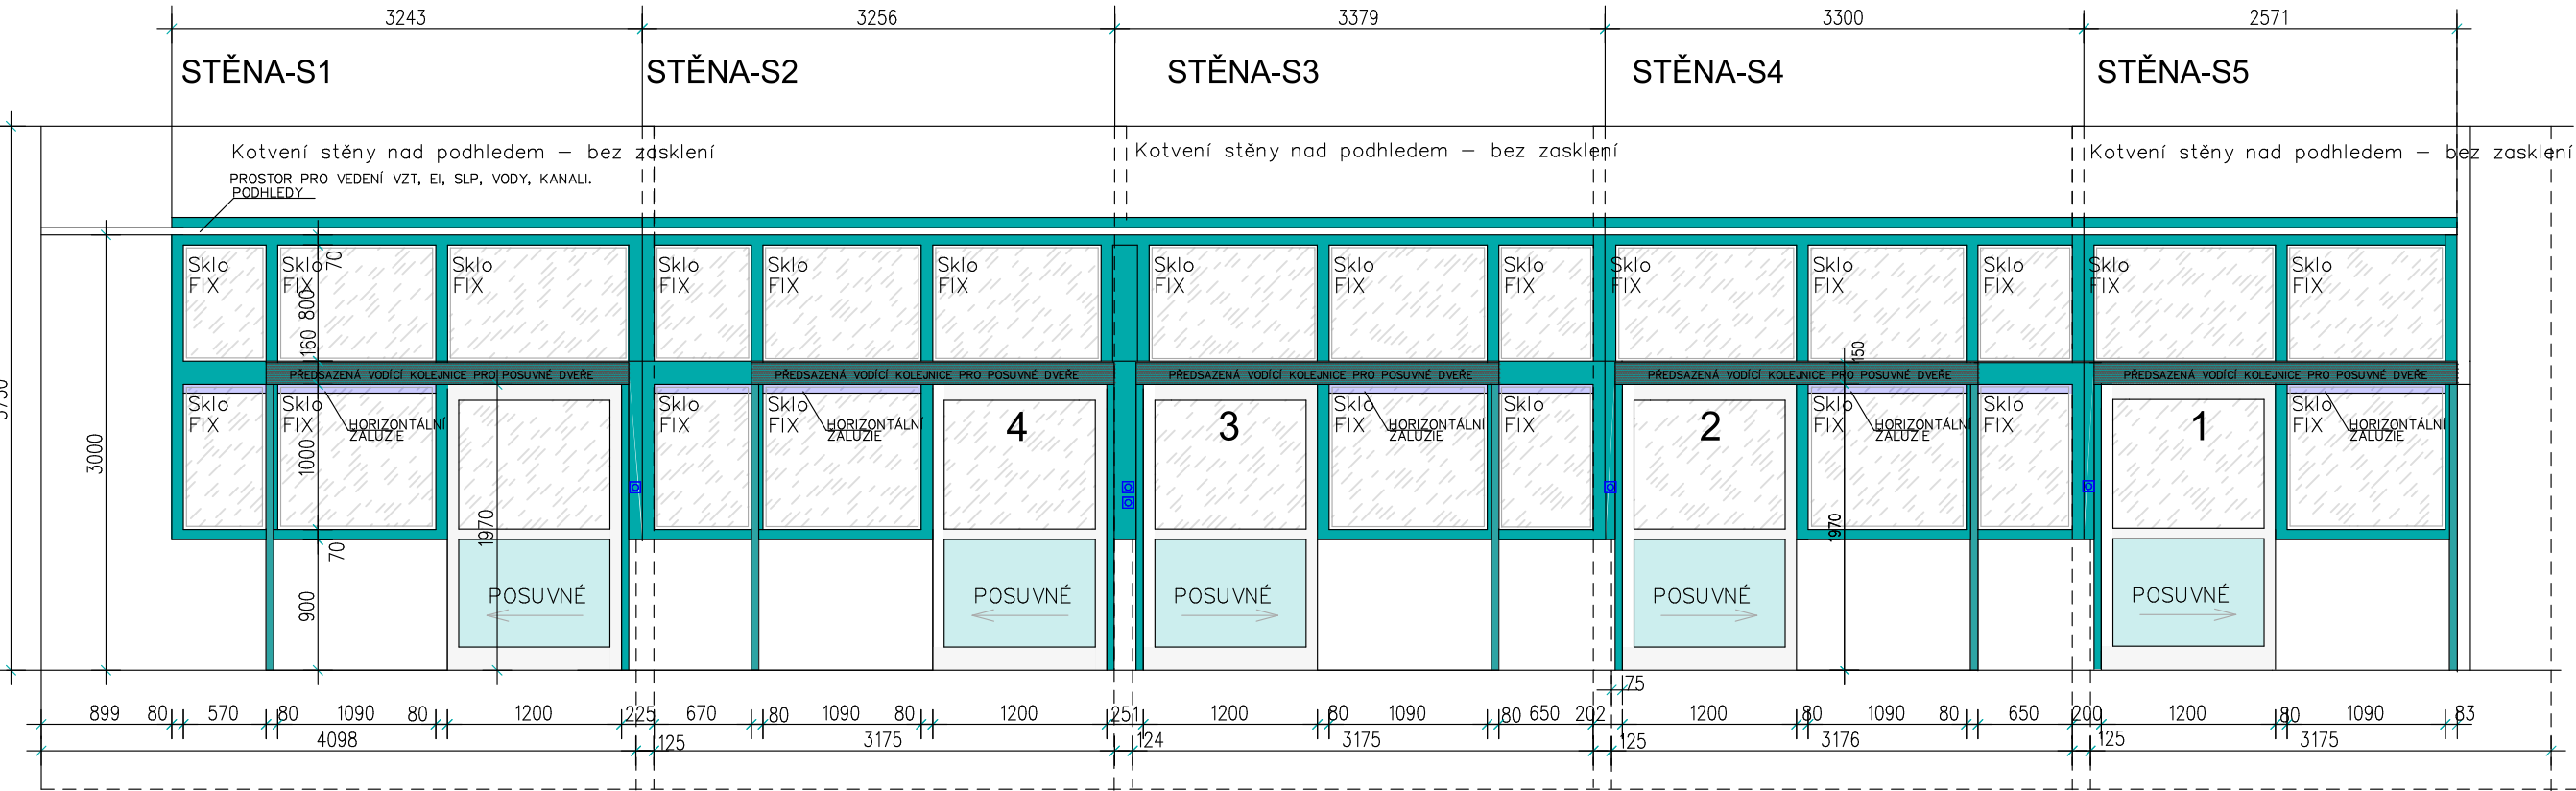 3243 3256 3379 3300 2571
STĚNA-S1 STĚNA-S2 STĚNA-S3 STĚNA-S4 STĚNA-S5
Kotvení stěny nad podhledem – bez zasklení Kotvení stěny nad podhledem – bez zasklení Kotvení stěny nad podhledem – bez zasklení
PROSTOR PRO VEDENÍ VZT, EI, SLP, VODY, KANALI.
PODHLEDY
Sklo Sklo Sklo Sklo Sklo Sklo Sklo Sklo Sklo Sklo Sklo Sklo Sklo Sklo
FIX FIX FIX FIX FIX FIX FIX FIX FIX FIX FIX FIX FIX FIX
70
800
160
150
PŘEDSAZENÁ VODÍCÍ KOLEJNICE PRO POSUVNÉ DVEŘE PŘEDSAZENÁ VODÍCÍ KOLEJNICE PRO POSUVNÉ DVEŘE PŘEDSAZENÁ VODÍCÍ KOLEJNICE PRO POSUVNÉ DVEŘE PŘEDSAZENÁ VODÍCÍ KOLEJNICE PRO POSUVNÉ DVEŘE PŘEDSAZENÁ VODÍCÍ KOLEJNICE PRO POSUVNÉ DVEŘE
Sklo Sklo Sklo Sklo Sklo Sklo Sklo Sklo Sklo
FIX FIX FIX FIX FIX FIX FIX FIX FIX
HORIZONTÁLNÍ HORIZONTÁLNÍ HORIZONTÁLNÍ HORIZONTÁLNÍ HORIZONTÁLNÍ
ŽALUZIE ŽALUZIE ŽALUZIE ŽALUZIE ŽALUZIE
4 3 2 1
3000
1000
1970
1970
70
900
POSUVNÉ POSUVNÉ POSUVNÉ POSUVNÉ POSUVNÉ
75
899 80 570 80 1090 80 1200 225 670 80 1090 80 1200 251 1200 80 1090 80 650 202 1200 80 1090 80 650 200 1200 80 1090 83
4098 125 3175 124 3175 125 3176 125 3175